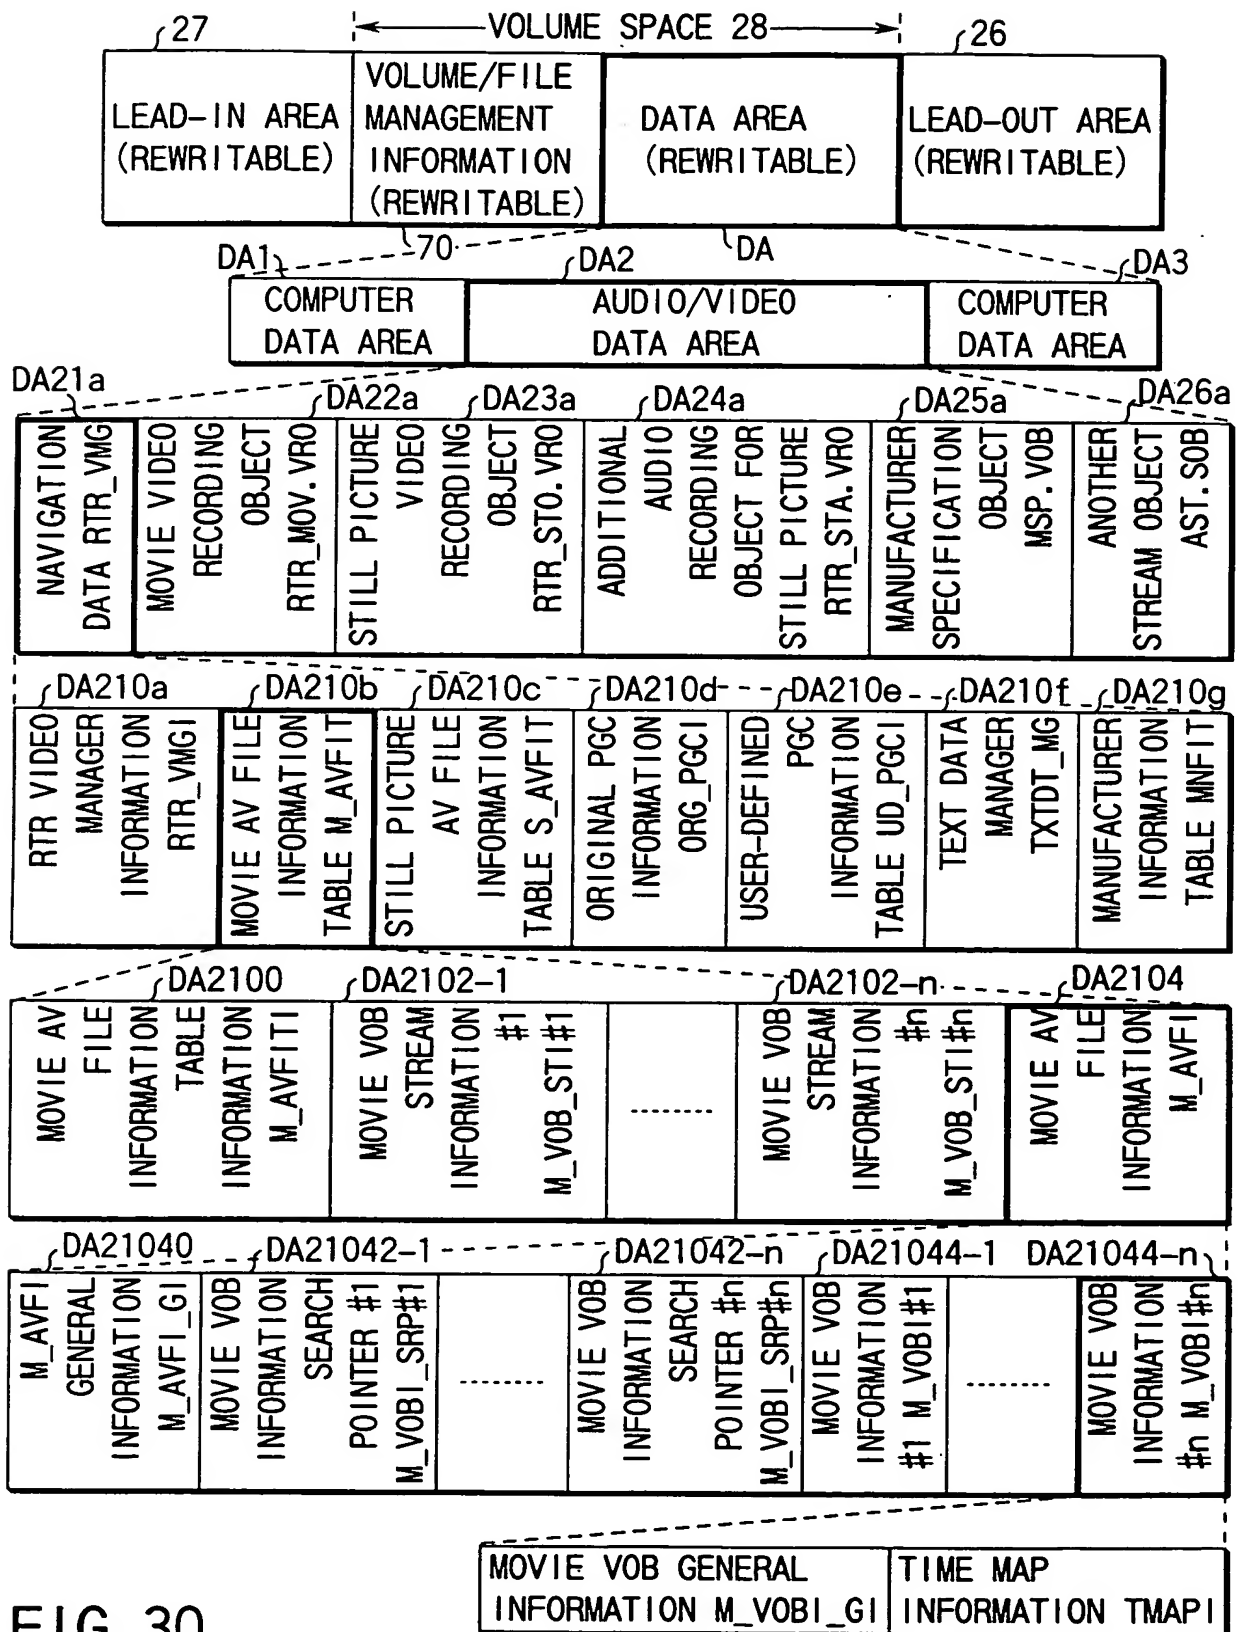 27
VOLUME SPACE 28
26
LEAD-IN AREA
(REWRITABLE)
VOLUME/FILE
MANAGEMENT
INFORMATION
(REWRITABLE)
DATA AREA
(REWRITABLE)
LEAD-OUT AREA
(REWRITABLE)
70
DA
DA1
DA2
DA3
COMPUTER
DATA AREA
AUDIO/VIDEO
DATA AREA
COMPUTER
DATA AREA
DA21a
DA22a
DA23a
DA24a
DA25a
DA26a
NAVIGATION
DATA RTR_VMG
MOVIE VIDEO
RECORDING
OBJECT
RTR_MOV.VRO
STILL PICTURE
VIDEO
RECORDING
OBJECT
RTR_STO.VRO
ADDITIONAL
AUDIO
RECORDING
OBJECT FOR
STILL PICTURE
RTR_STA.VRO
MANUFACTURER
SPECIFICATION
OBJECT
MSP.VOB
ANOTHER
STREAM OBJECT
AST.SOB
DA210a
DA210b
DA210c
DA210d
DA210e
DA210f
DA210g
RTR VIDEO
MANAGER
INFORMATION
RTR_VMGI
MOVIE AV FILE
INFORMATION
TABLE M_AVFIT
STILL PICTURE
AV FILE
INFORMATION
TABLE S_AVFIT
ORIGINAL PGC
INFORMATION
ORG_PGCI
USER-DEFINED
PGC
INFORMATION
TABLE UD_PGCI
TEXT DATA
MANAGER
TXTDT_MG
MANUFACTURER
INFORMATION
TABLE MNFIT
DA2100
DA2102-1
DA2102-n
DA2104
MOVIE AV
FILE
INFORMATION
TABLE
INFORMATION
M_AVFITI
MOVIE VOB
STREAM
INFORMATION
#1
M_VOB_STI#1
.........
MOVIE VOB
STREAM
INFORMATION
#n
M_VOB_STI#n
MOVIE AV
FILE
INFORMATION
M_AVFI
DA21040
DA21042-1
DA21042-n
DA21044-1
DA21044-n
M_AVFI
GENERAL
INFORMATION
M_AVFI_GI
MOVIE VOB
INFORMATION
SEARCH
POINTER #1
M_VOBI_SRP#1
.........
MOVIE VOB
INFORMATION
SEARCH
POINTER #n
M_VOBI_SRP#n
MOVIE VOB
INFORMATION
#1 M_VOBI#1
.........
MOVIE VOB
INFORMATION
#n M_VOBI#n
MOVIE VOB GENERAL
INFORMATION M_VOBI_GI
TIME MAP
INFORMATION TMAPI
FIG. 30